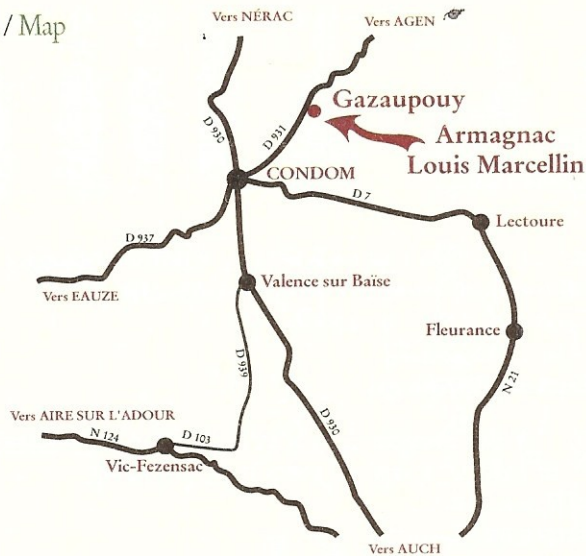 / Map
Vers NÉRAC
Vers AGEN
Gazaupouy
Armagnac
Louis Marcellin
D 930
D 931
CONDOM
D 7
Lectoure
D 937
Vers EAUZE
Valence sur Baïse
Fleurance
D 939
N 21
D 930
Vers AIRE SUR L'ADOUR
N 124
D 103
Vic-Fezensac
Vers AUCH